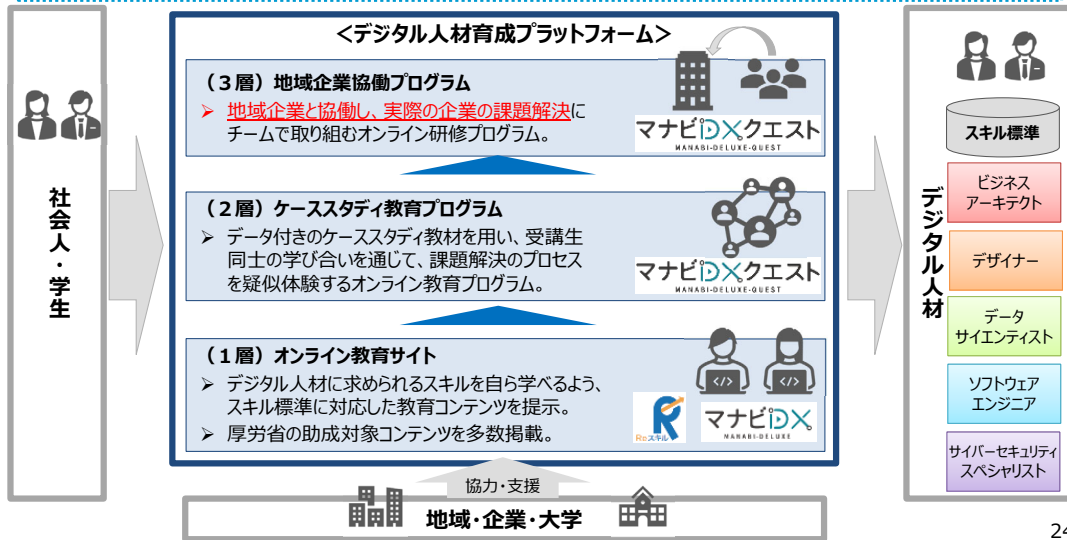 <デジタル人材育成プラットフォーム>
社会人・学生
（３層）地域企業協働プログラム
➢ 地域企業と協働し、実際の企業の課題解決に
チームで取り組むオンライン研修プログラム。
マナビDXクエスト
MANABI-DELUXE-QUEST
（２層）ケーススタディ教育プログラム
➢ データ付きのケーススタディ教材を用い、受講生
同士の学び合いを通じて、課題解決のプロセス
を疑似体験するオンライン教育プログラム。
マナビDXクエスト
MANABI-DELUXE-QUEST
（１層）オンライン教育サイト
➢ デジタル人材に求められるスキルを自ら学べるよう、
スキル標準に対応した教育コンテンツを提示。
➢ 厚労省の助成対象コンテンツを多数掲載。
</>
</>
Reスキル
マナビDX
MANABI-DELUXE
協力・支援
地域・企業・大学
デジタル人材
スキル標準
ビジネス
アーキテクト
デザイナー
データ
サイエンティスト
ソフトウェア
エンジニア
サイバーセキュリティ
スペシャリスト
24